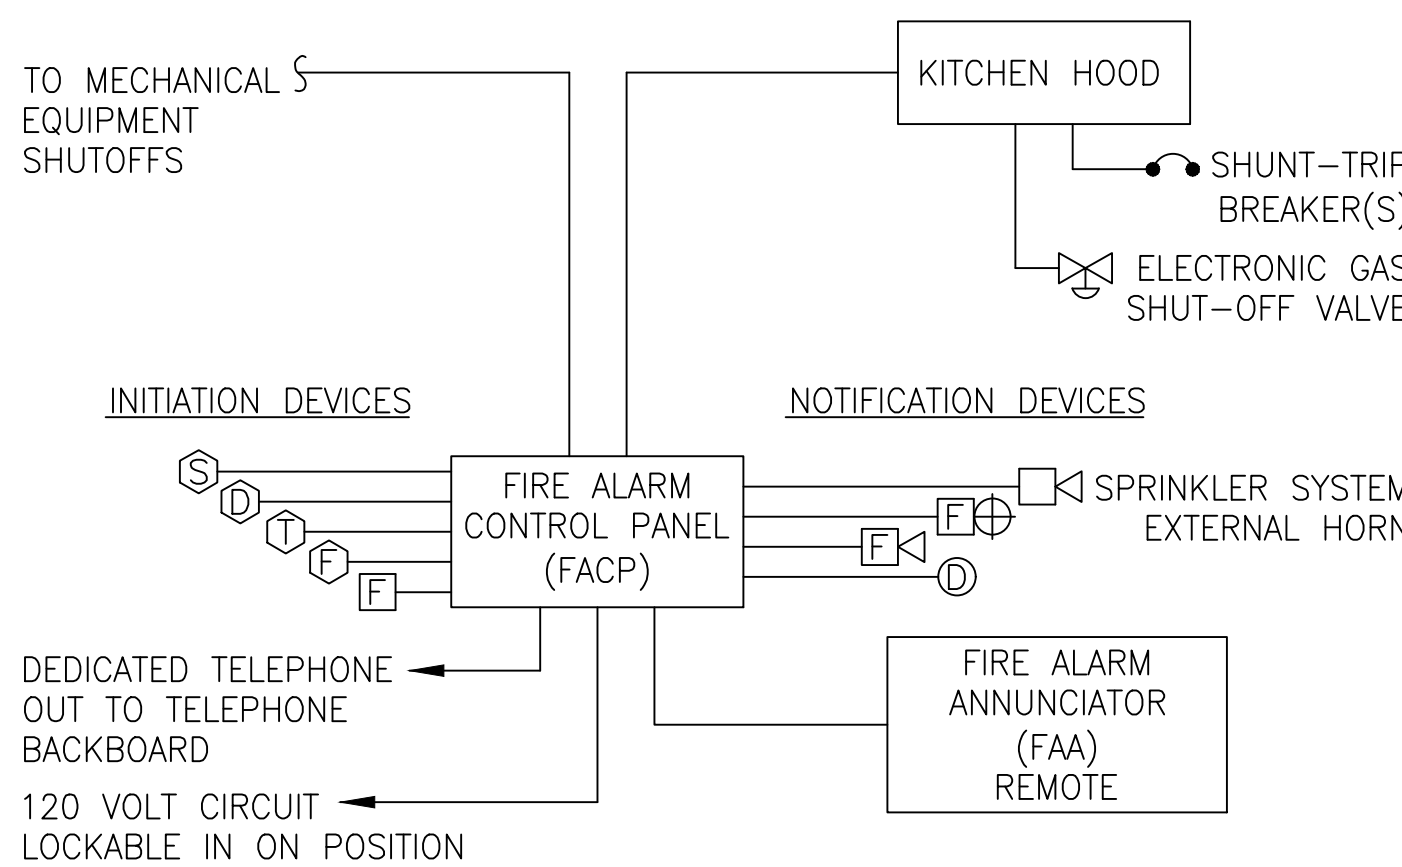 TO MECHANICAL
EQUIPMENT
SHUTOFFS
KITCHEN HOOD
SHUNT-TRIP
BREAKER(S)
ELECTRONIC GAS
SHUT-OFF VALVE
INITIATION DEVICES
NOTIFICATION DEVICES
S
D
T
F
F
FIRE ALARM
CONTROL PANEL
(FACP)
SPRINKLER SYSTEM
EXTERNAL HORN
F
F
D
DEDICATED TELEPHONE
OUT TO TELEPHONE
BACKBOARD
120 VOLT CIRCUIT
LOCKABLE IN ON POSITION
FIRE ALARM
ANNUNCIATOR
(FAA)
REMOTE